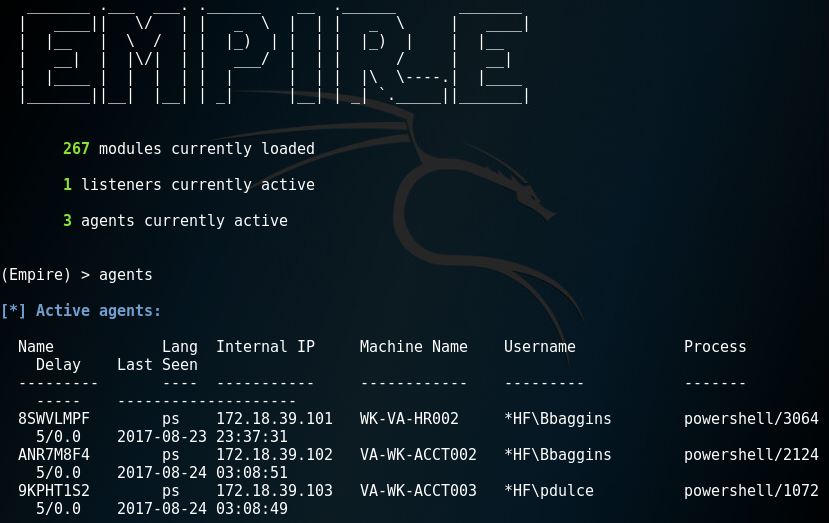 EMPIRE
267 modules currently loaded
1 listeners currently active
3 agents currently active
(Empire) > agents
[*] Active agents:
Name Lang Internal IP Machine Name Username Process
Delay Last Seen
--------- ---- ----------- ------------ --------- -------
----- --------------------
8SWVLMPF ps 172.18.39.101 WK-VA-HR002 *HF\Bbaggins powershell/3064
5/0.0 2017-08-23 23:37:31
ANR7M8F4 ps 172.18.39.102 VA-WK-ACCT002 *HF\Bbaggins powershell/2124
5/0.0 2017-08-24 03:08:51
9KPHT1S2 ps 172.18.39.103 VA-WK-ACCT003 *HF\pdulce powershell/1072
5/0.0 2017-08-24 03:08:49